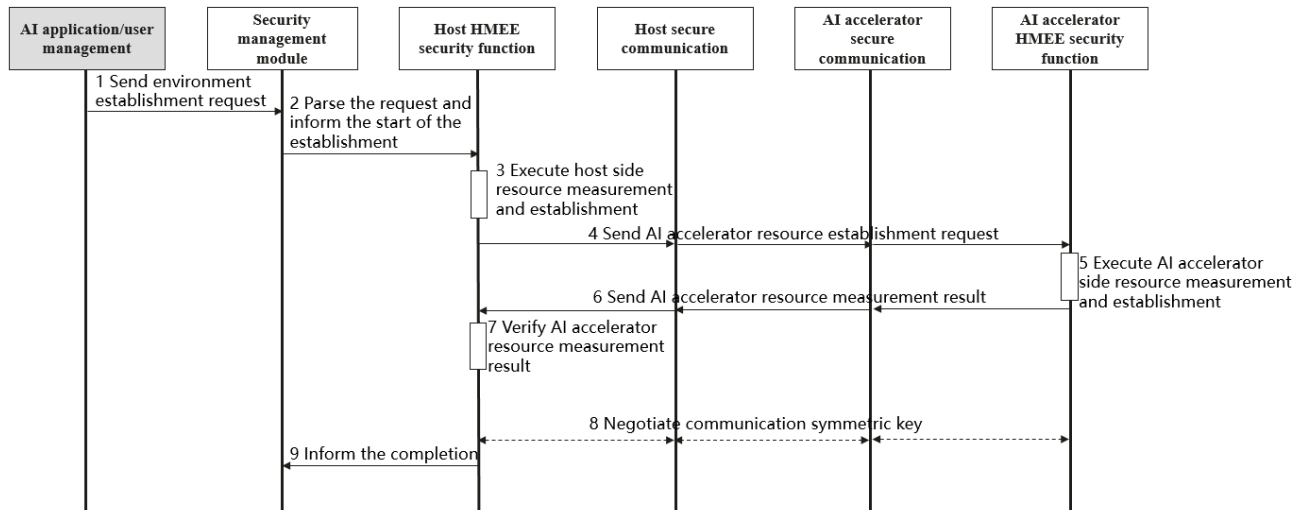 AI application/user
management
Security
management
module
Host HMEE
security function
Host secure
communication
AI accelerator
secure
communication
AI accelerator
HMEE security
function
1 Send environment
establishment request
2 Parse the request and
inform the start of the
establishment
3 Execute host side
resource measurement
and establishment
4 Send AI accelerator resource establishment request
5 Execute AI accelerator
side resource measurement
and establishment
6 Send AI accelerator resource measurement result
7 Verify AI accelerator
resource measurement
result
8 Negotiate communication symmetric key
9 Inform the completion